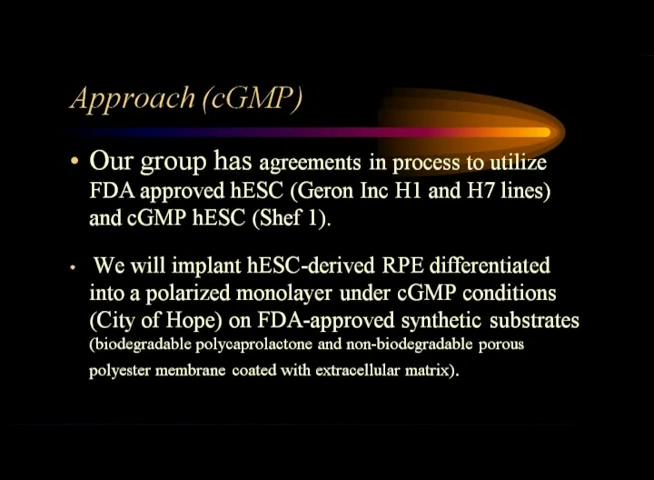 Approach (cGMP)
• Our group has agreements in process to utilize
FDA approved hESC (Geron Inc H1 and H7 lines)
and cGMP hESC (Shef 1).
• We will implant hESC-derived RPE differentiated
into a polarized monolayer under cGMP conditions
(City of Hope) on FDA-approved synthetic substrates
(biodegradable polycaprolactone and non-biodegradable porous
polyester membrane coated with extracellular matrix).